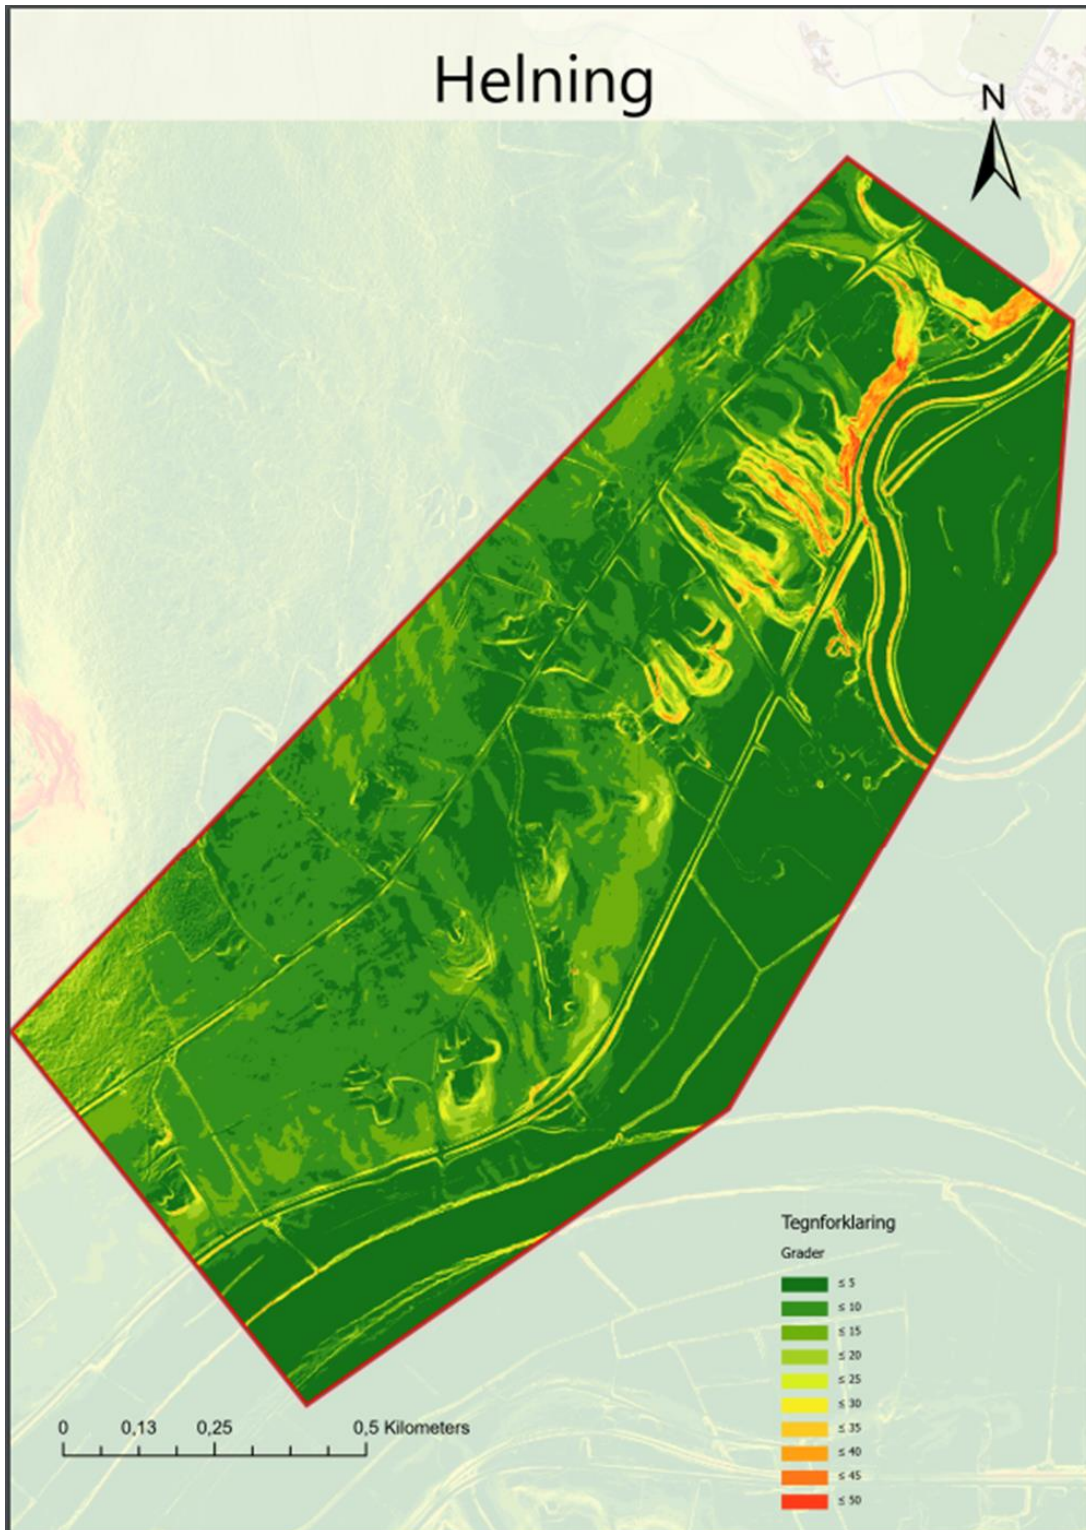 Helning
N
Tegnforklaring
Grader
≤ 5
≤ 10
≤ 15
≤ 20
≤ 25
≤ 30
≤ 35
≤ 40
≤ 45
≤ 50
0 0,13 0,25 0,5 Kilometers